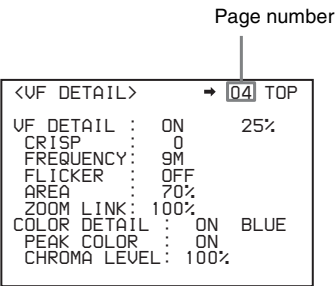 Page number
<VF DETAIL> → 04 TOP
VF DETAIL : ON 25%
CRISP : 0
FREQUENCY: 9M
FLICKER : OFF
AREA : 70%
ZOOM LINK: 100%
COLOR DETAIL : ON BLUE
PEAK COLOR : ON
CHROMA LEVEL: 100%